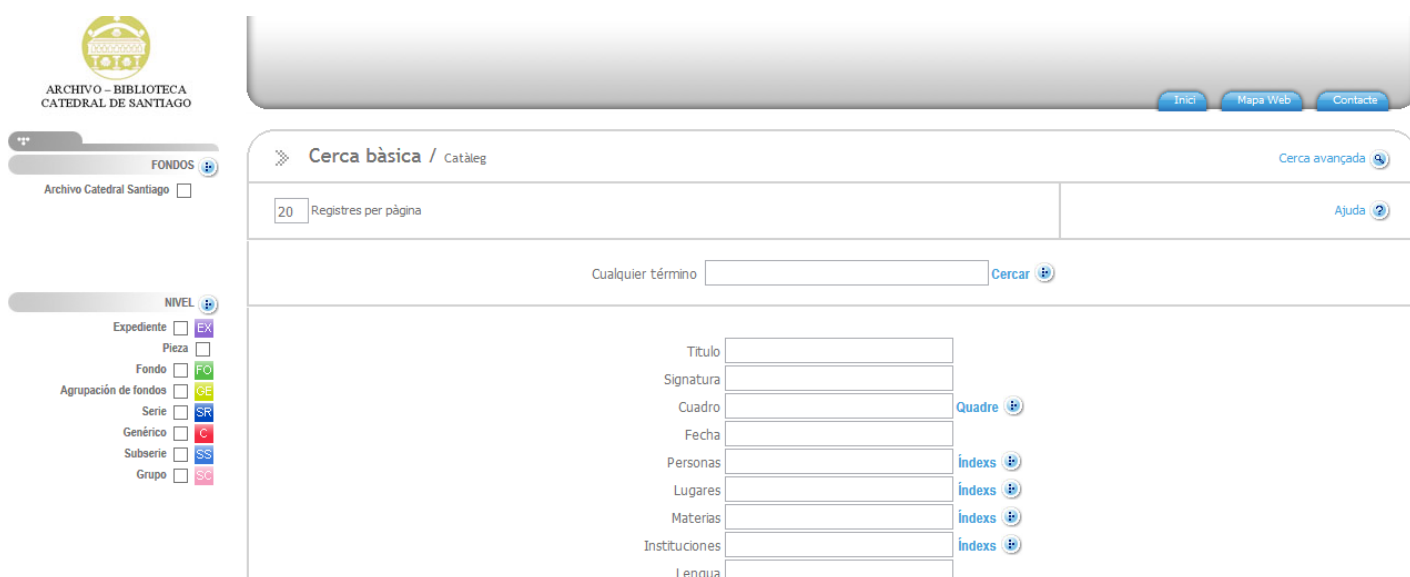 ARCHIVO – BIBLIOTECA
CATEDRAL DE SANTIAGO
Inici
Mapa Web
Contacte
FONDOS
Archivo Catedral Santiago
NIVEL
Expediente EX
Pieza
Fondo FO
Agrupación de fondos GE
Serie SR
Genérico C
Subserie SS
Grupo SC
Cerca bàsica / Catàleg
Cerca avançada
20 Registres per pàgina
Ajuda
Cualquier término Cercar
Titulo
Signatura
Cuadro Quadre
Fecha
Personas Índexs
Lugares Índexs
Materias Índexs
Instituciones Índexs
Lengua